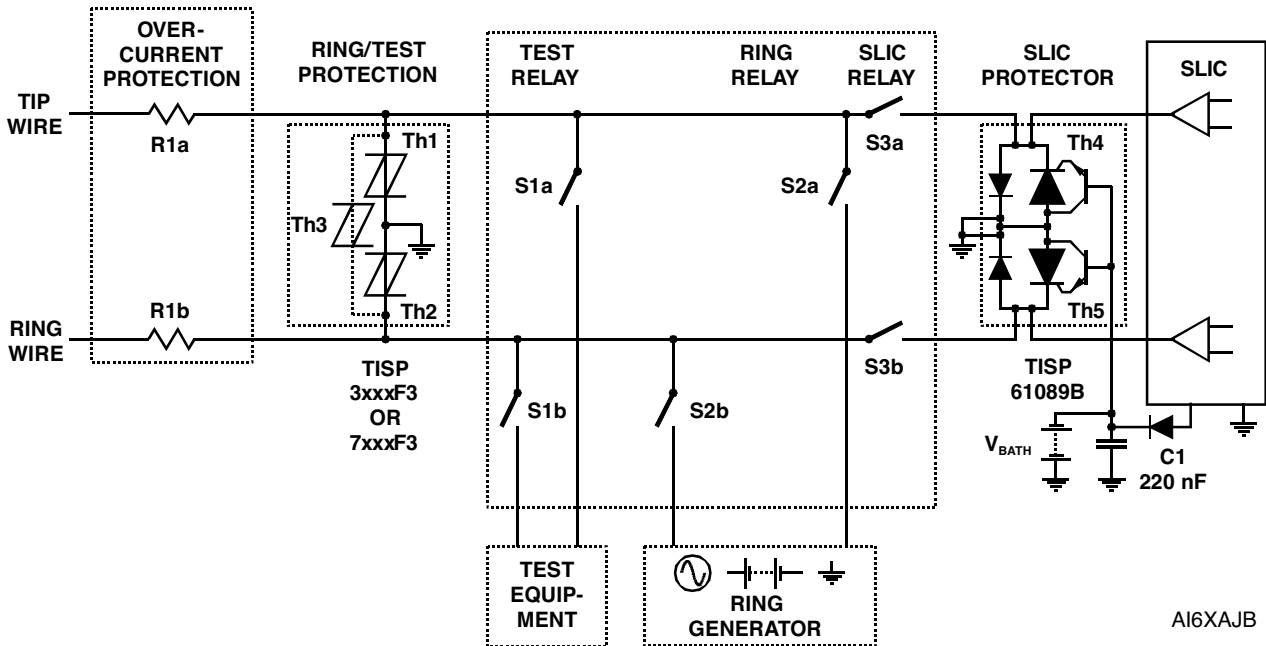 OVER-
CURRENT
PROTECTION
RING/TEST
PROTECTION
TEST
RELAY
RING
RELAY
SLIC
RELAY
SLIC
PROTECTOR
SLIC
TIP
WIRE
R1a
Th1
S3a
Th4
S1a
S2a
Th3
R1b
Th2
Th5
RING
WIRE
S3b
TISP
3xxxF3
OR
7xxxF3
S1b
S2b
TISP
61089B
VBATH
C1
220 nF
TEST
EQUIP-
MENT
RING
GENERATOR
AI6XAJB